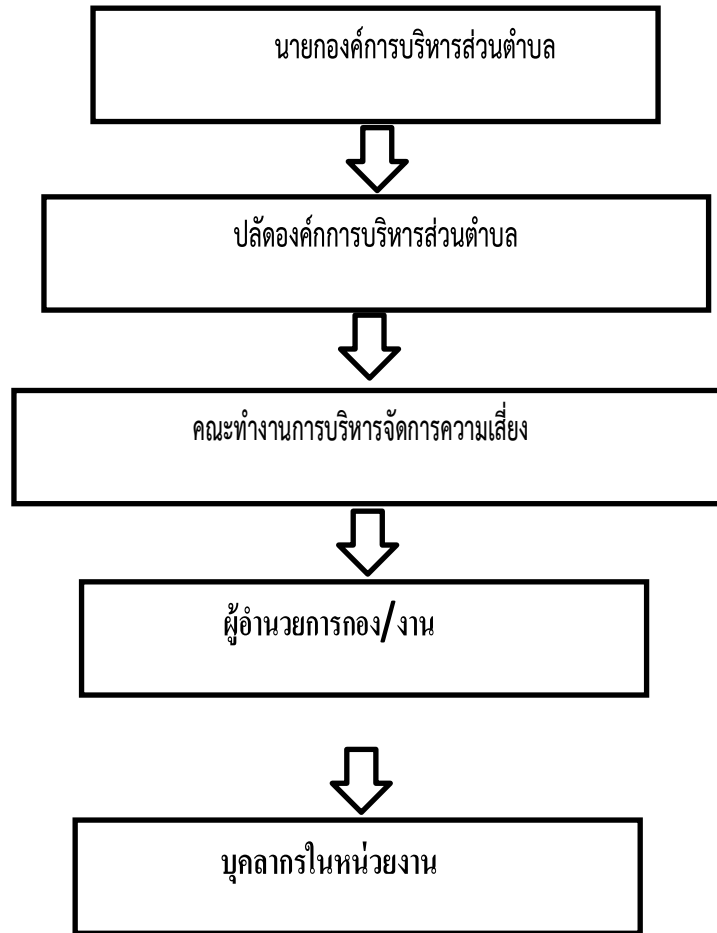 นายกองค์การบริหารส่วนตำบล
ปลัดองค์กการบริหารส่วนตำบล
คณะทำงานการบริหารจัดการความเสี่ยง
ผู้อำนวยการกอง/งาน
บุคลากรในหน่วยงาน